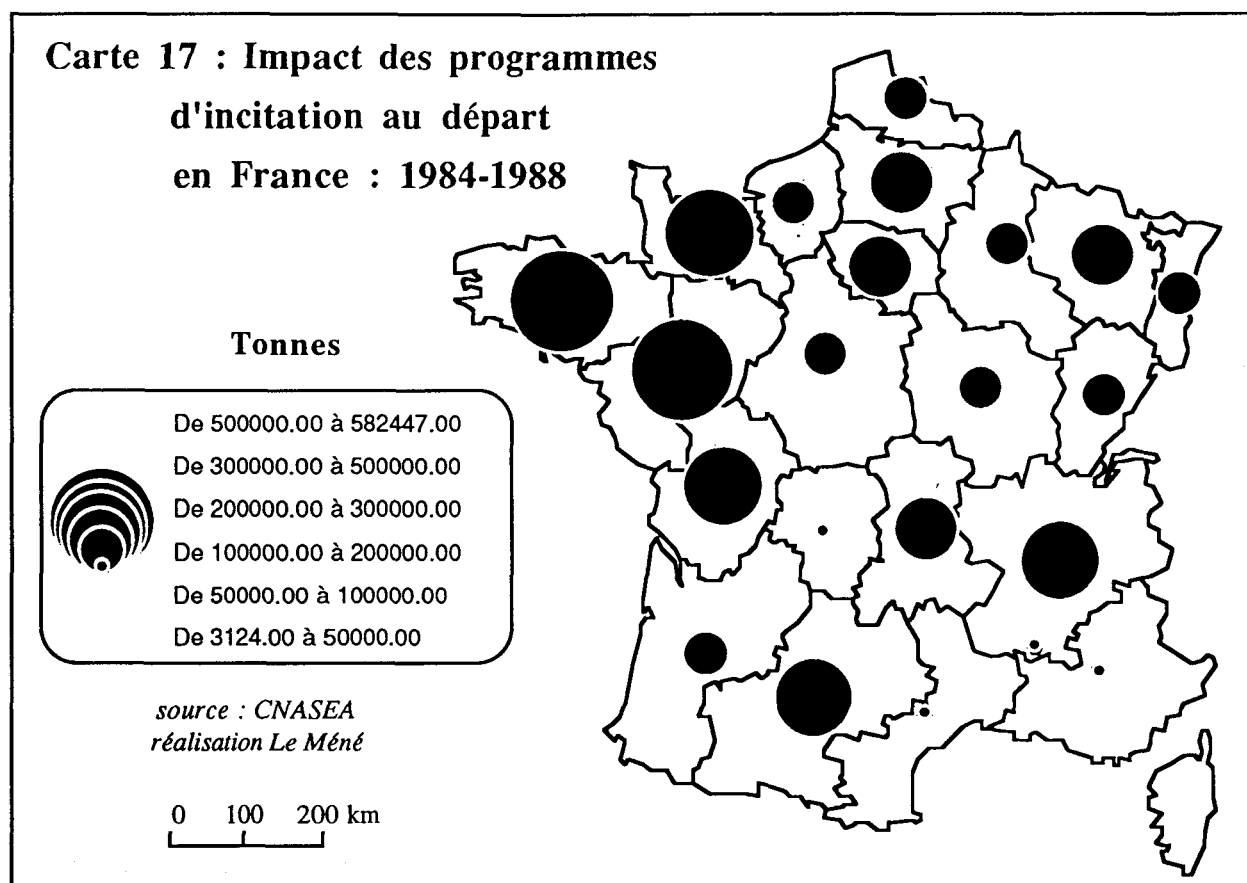 Carte 17 : Impact des programmes
d'incitation au départ
en France : 1984-1988
Tonnes
De 500000.00 à 582447.00
De 300000.00 à 500000.00
De 200000.00 à 300000.00
De 100000.00 à 200000.00
De 50000.00 à 100000.00
De 3124.00 à 50000.00
source : CNASEA
réalisation Le Méné
0 100 200 km